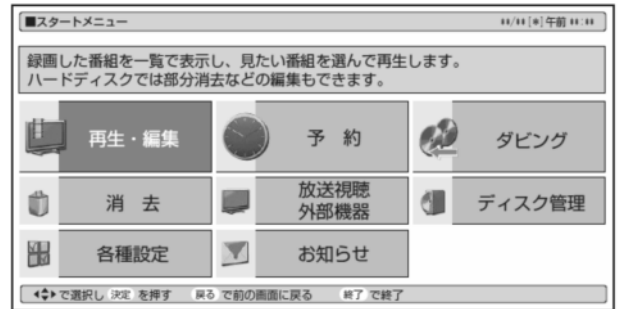 ■スタートメニュー **/**[*]午前 **:**
録画した番組を一覧で表示し、見たい番組を選んで再生します。
ハードディスクでは部分消去などの編集もできます。
再生・編集 予 約 ダビング
消 去 放送視聴 外部機器 ディスク管理
各種設定 お知らせ
で選択し 決定 を押す 戻る で前の画面に戻る 終了 で終了